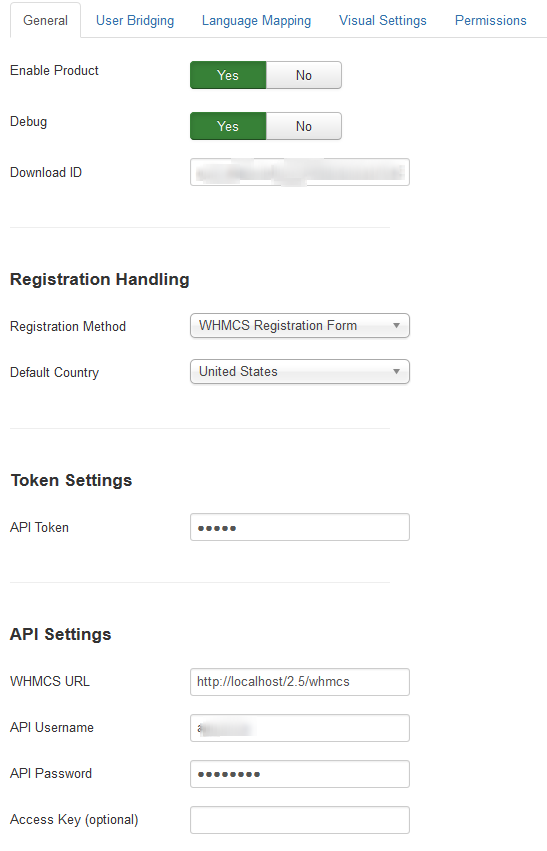 General User Bridging Language Mapping Visual Settings Permissions
Enable Product Yes No
Debug Yes No
Download ID
Registration Handling
Registration Method WHMCS Registration Form
Default Country United States
Token Settings
API Token •••••
API Settings
WHMCS URL http://localhost/2.5/whmcs
API Username
API Password ••••••••
Access Key (optional)